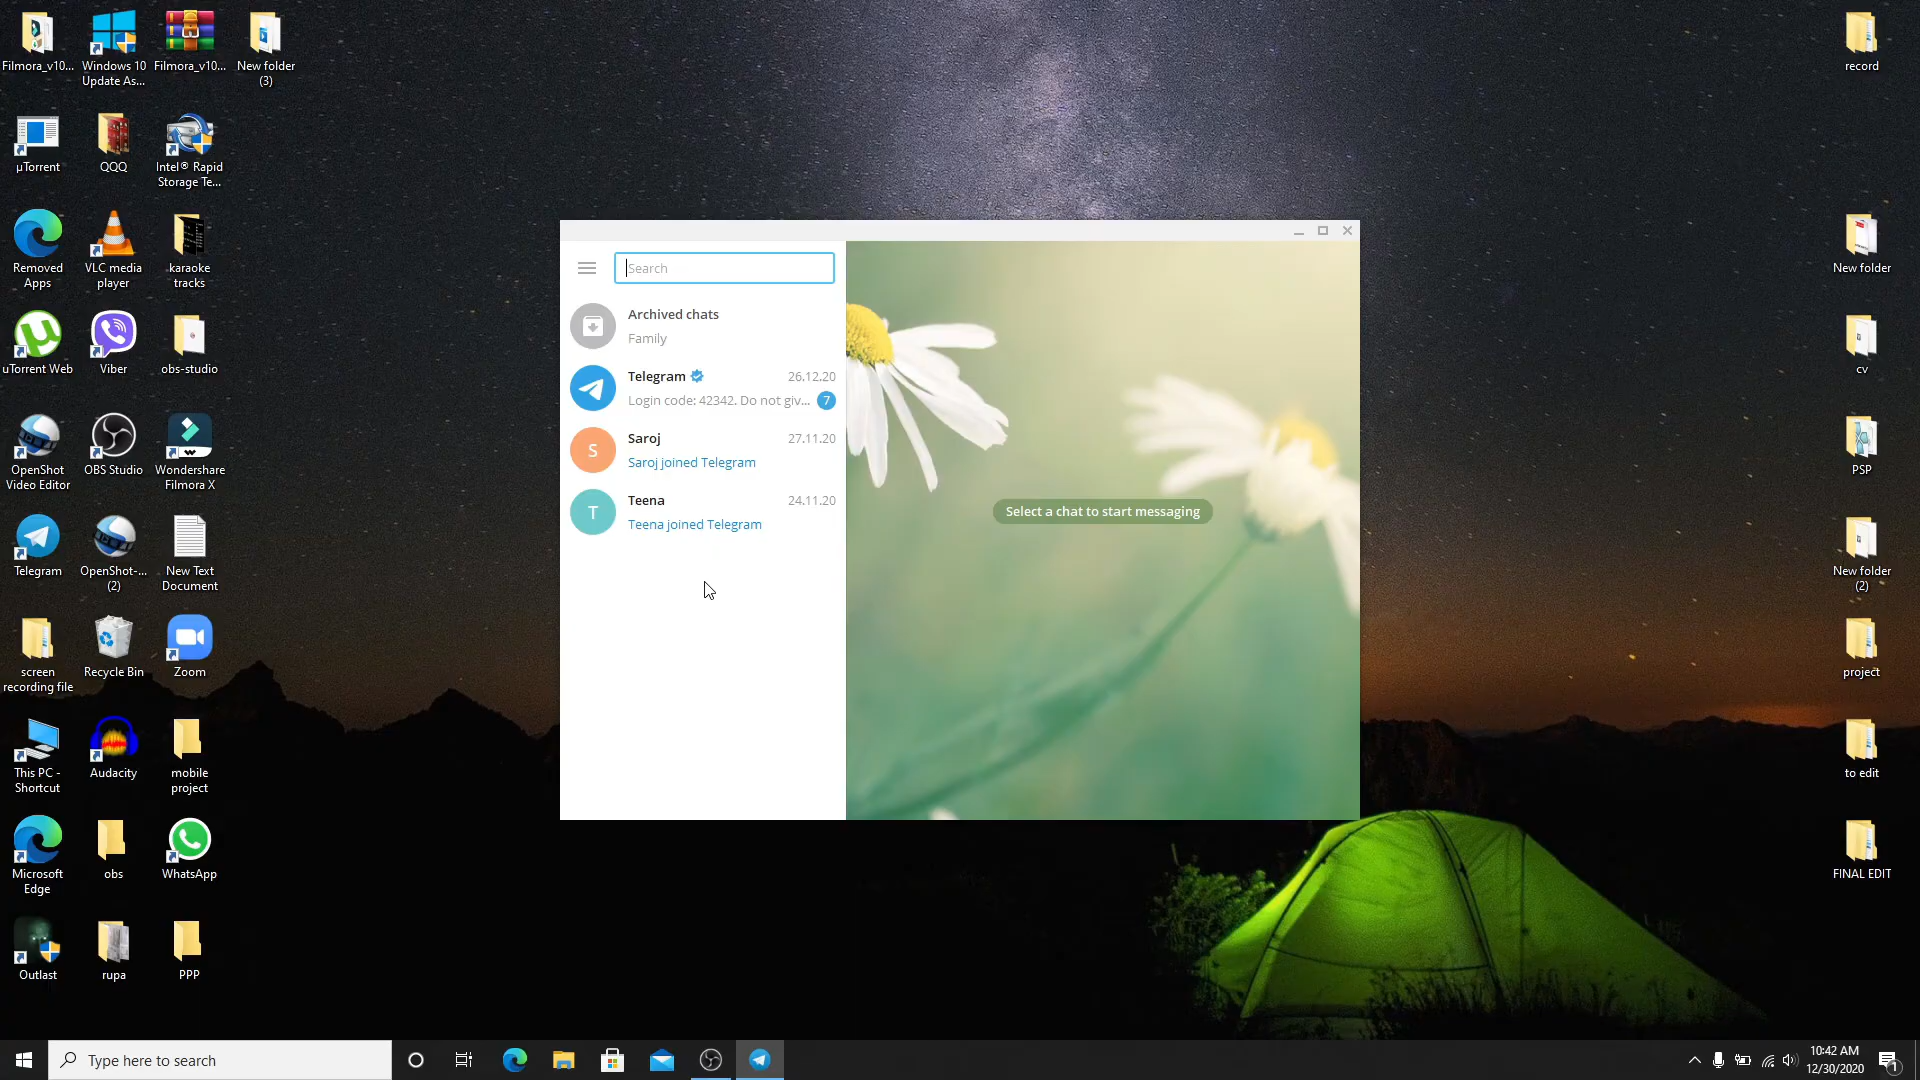 Filmora_v10...
Windows 10
Update As...
Filmora_v10...
New folder
(3)
record
µTorrent
QQQ
Intel® Rapid
Storage Te...
Removed
Apps
VLC media
player
karaoke
tracks
New folder
uTorrent Web
Viber
obs-studio
cv
OpenShot
Video Editor
OBS Studio
Wondershare
Filmora X
PSP
Telegram
OpenShot-...
(2)
New Text
Document
New folder
(2)
screen
recording file
Recycle Bin
Zoom
project
This PC -
Shortcut
Audacity
mobile
project
to edit
Microsoft
Edge
obs
WhatsApp
FINAL EDIT
Outlast
rupa
PPP
Search
Archived chats
Family
Telegram
26.12.20
Login code: 42342. Do not giv...
7
S
Saroj
27.11.20
Saroj joined Telegram
T
Teena
24.11.20
Teena joined Telegram
Select a chat to start messaging
Type here to search
10:42 AM
12/30/2020
1